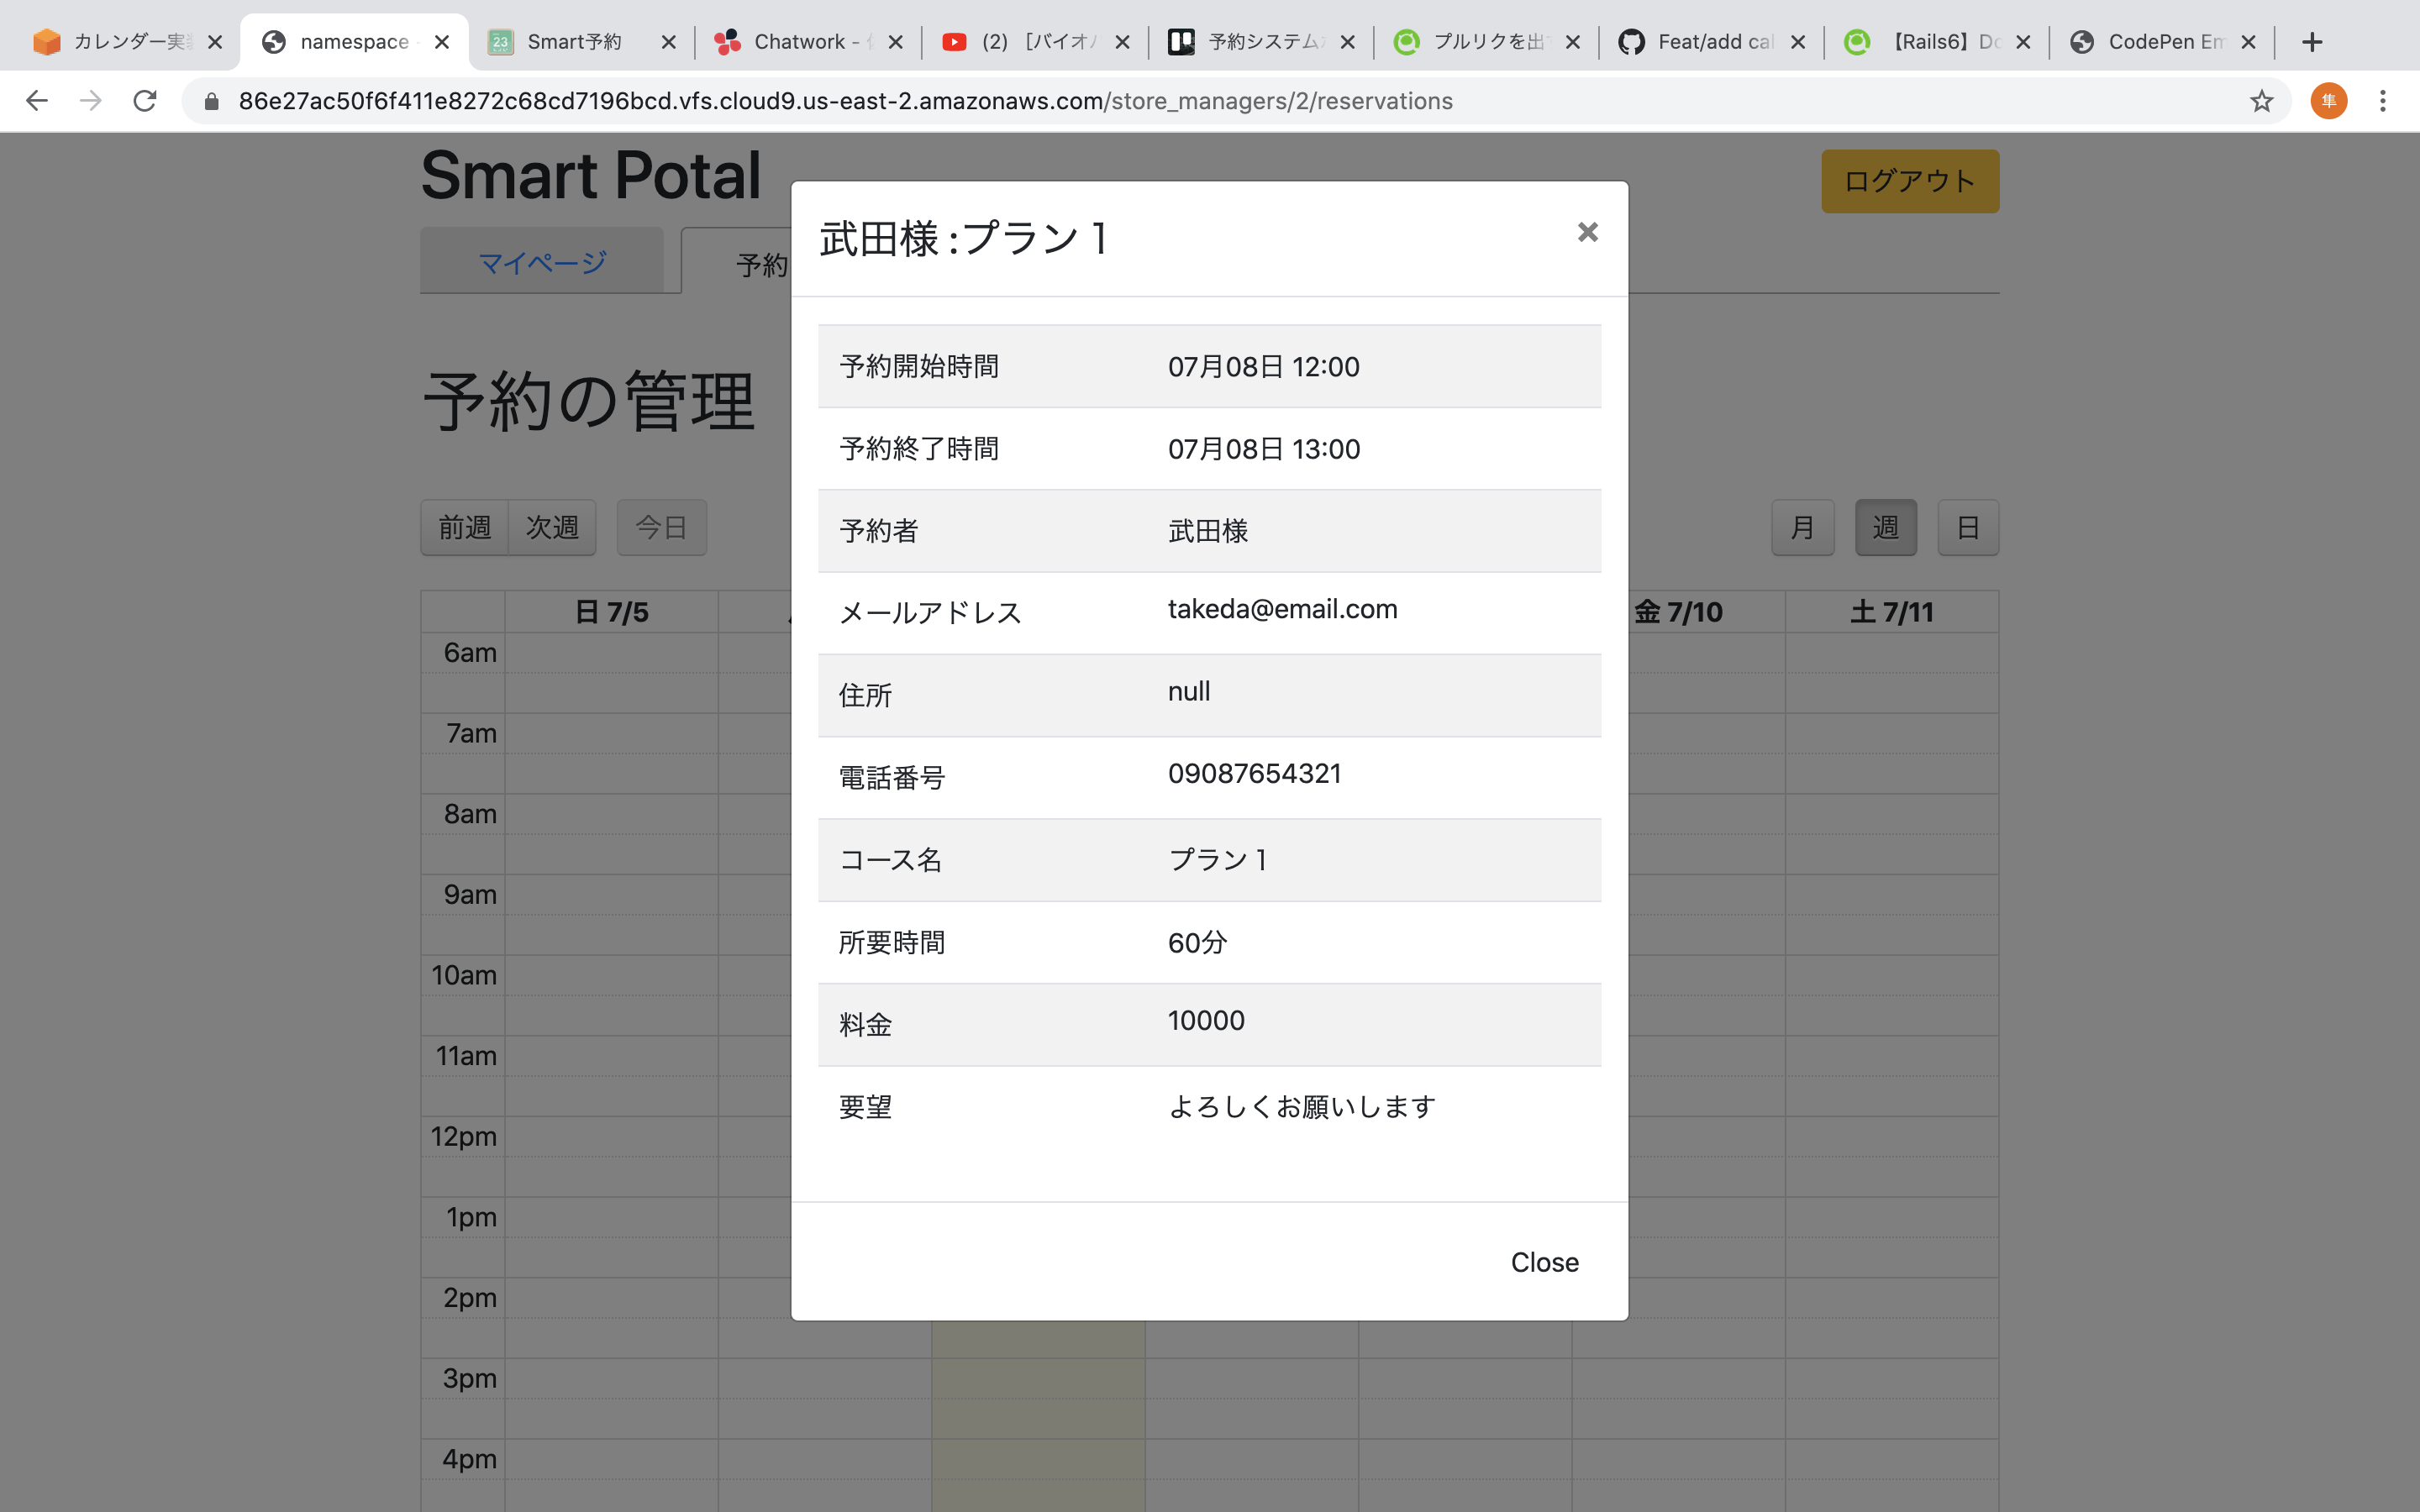 カレンダー実装
namespace -
23
Smart予約
Chatwork -
(2) [バイオハ
予約システム
プルリクを出
Feat/add cal
【Rails6】Do
CodePen Em
86e27ac50f6f411e8272c68cd7196bcd.vfs.cloud9.us-east-2.amazonaws.com/store_managers/2/reservations
隼
Smart Potal
ログアウト
マイページ
予約
予約の管理
前週
次週
今日
月
週
日
日 7/5
金 7/10
土 7/11
6am
7am
8am
9am
10am
11am
12pm
1pm
2pm
3pm
4pm
武田様 :プラン 1
×
予約開始時間 07月08日 12:00
予約終了時間 07月08日 13:00
予約者 武田様
メールアドレス takeda@email.com
住所 null
電話番号 09087654321
コース名 プラン 1
所要時間 60分
料金 10000
要望 よろしくお願いします
Close